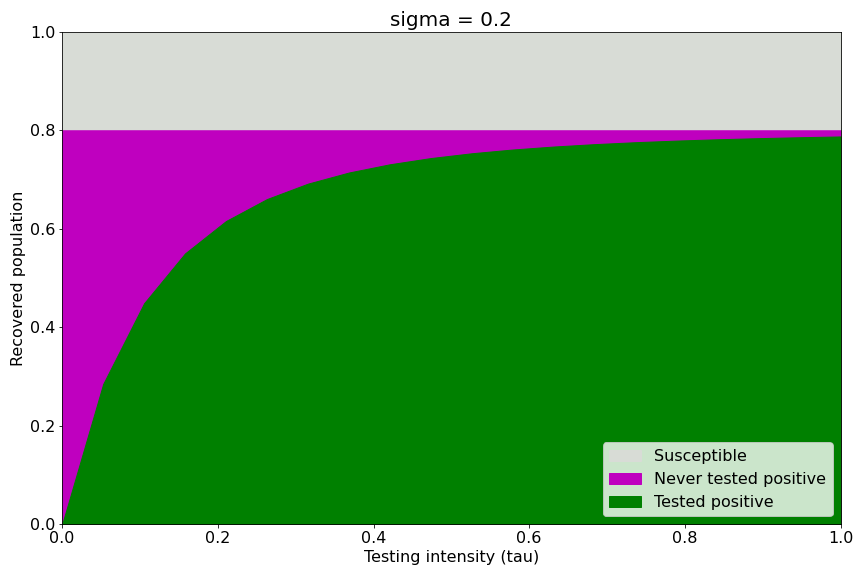 sigma = 0.2
1.0
0.8
0.6
0.4
0.2
0.0
Recovered population
Susceptible
Never tested positive
Tested positive
0.0 0.2 0.4 0.6 0.8 1.0
Testing intensity (tau)